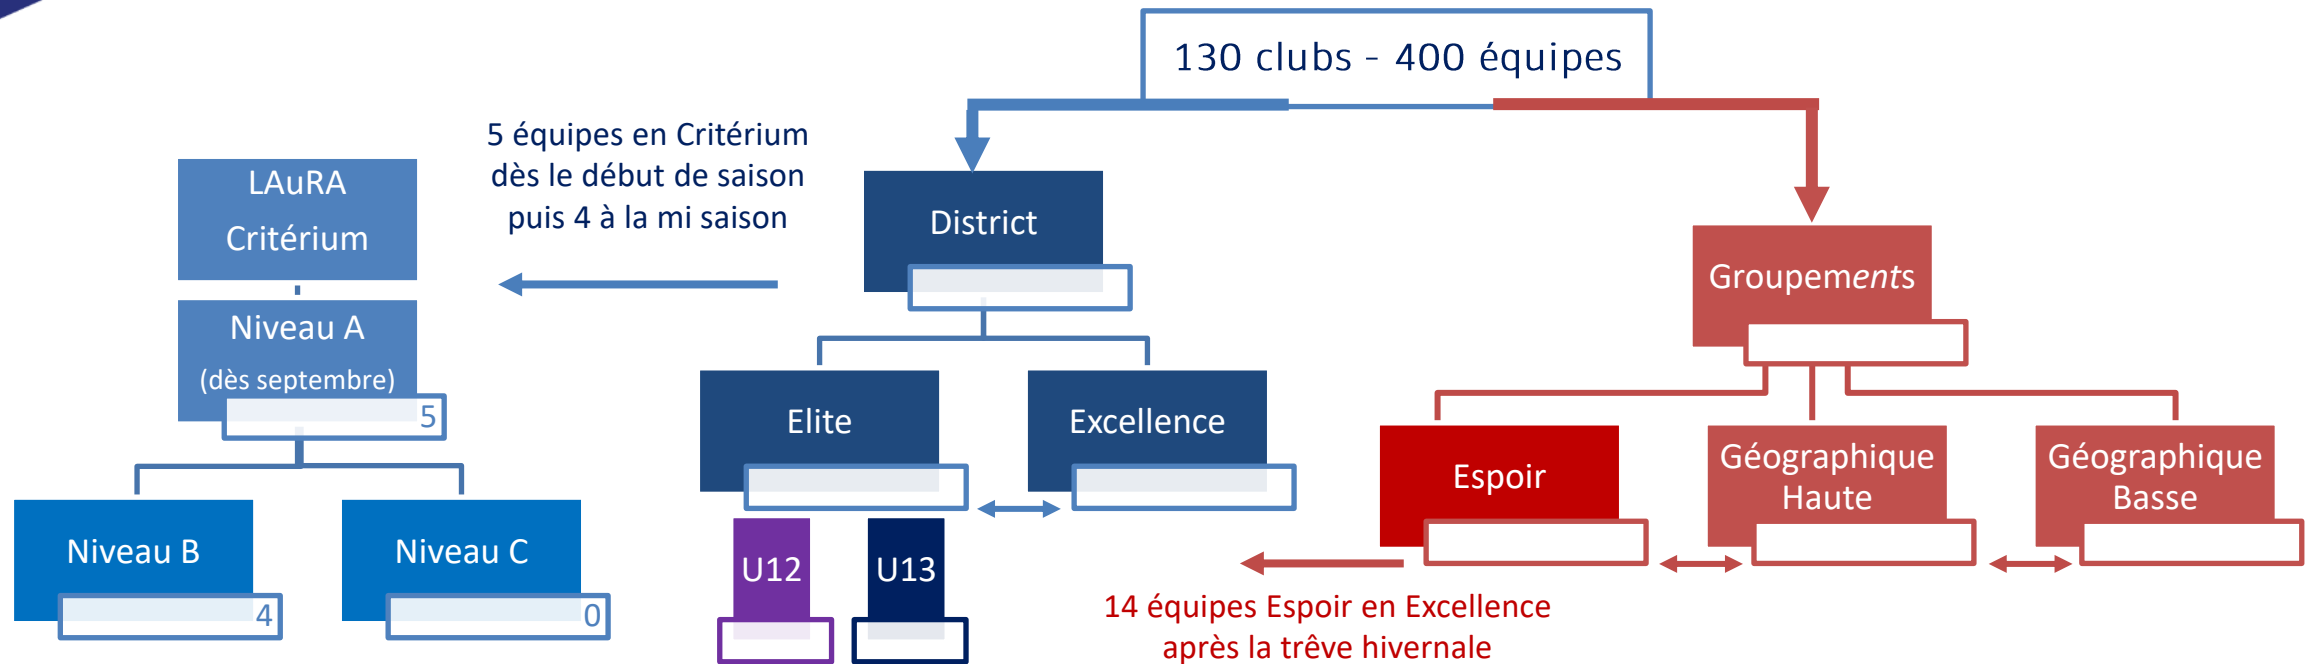 130 clubs - 400 équipes
5 équipes en Critérium
dès le début de saison
puis 4 à la mi saison
LAuRA
Critérium
Niveau A
(dès septembre)
5
Niveau B
4
Niveau C
0
District
Elite
Excellence
U12
U13
Groupements
Espoir
Géographique
Haute
Géographique
Basse
14 équipes Espoir en Excellence
après la trêve hivernale